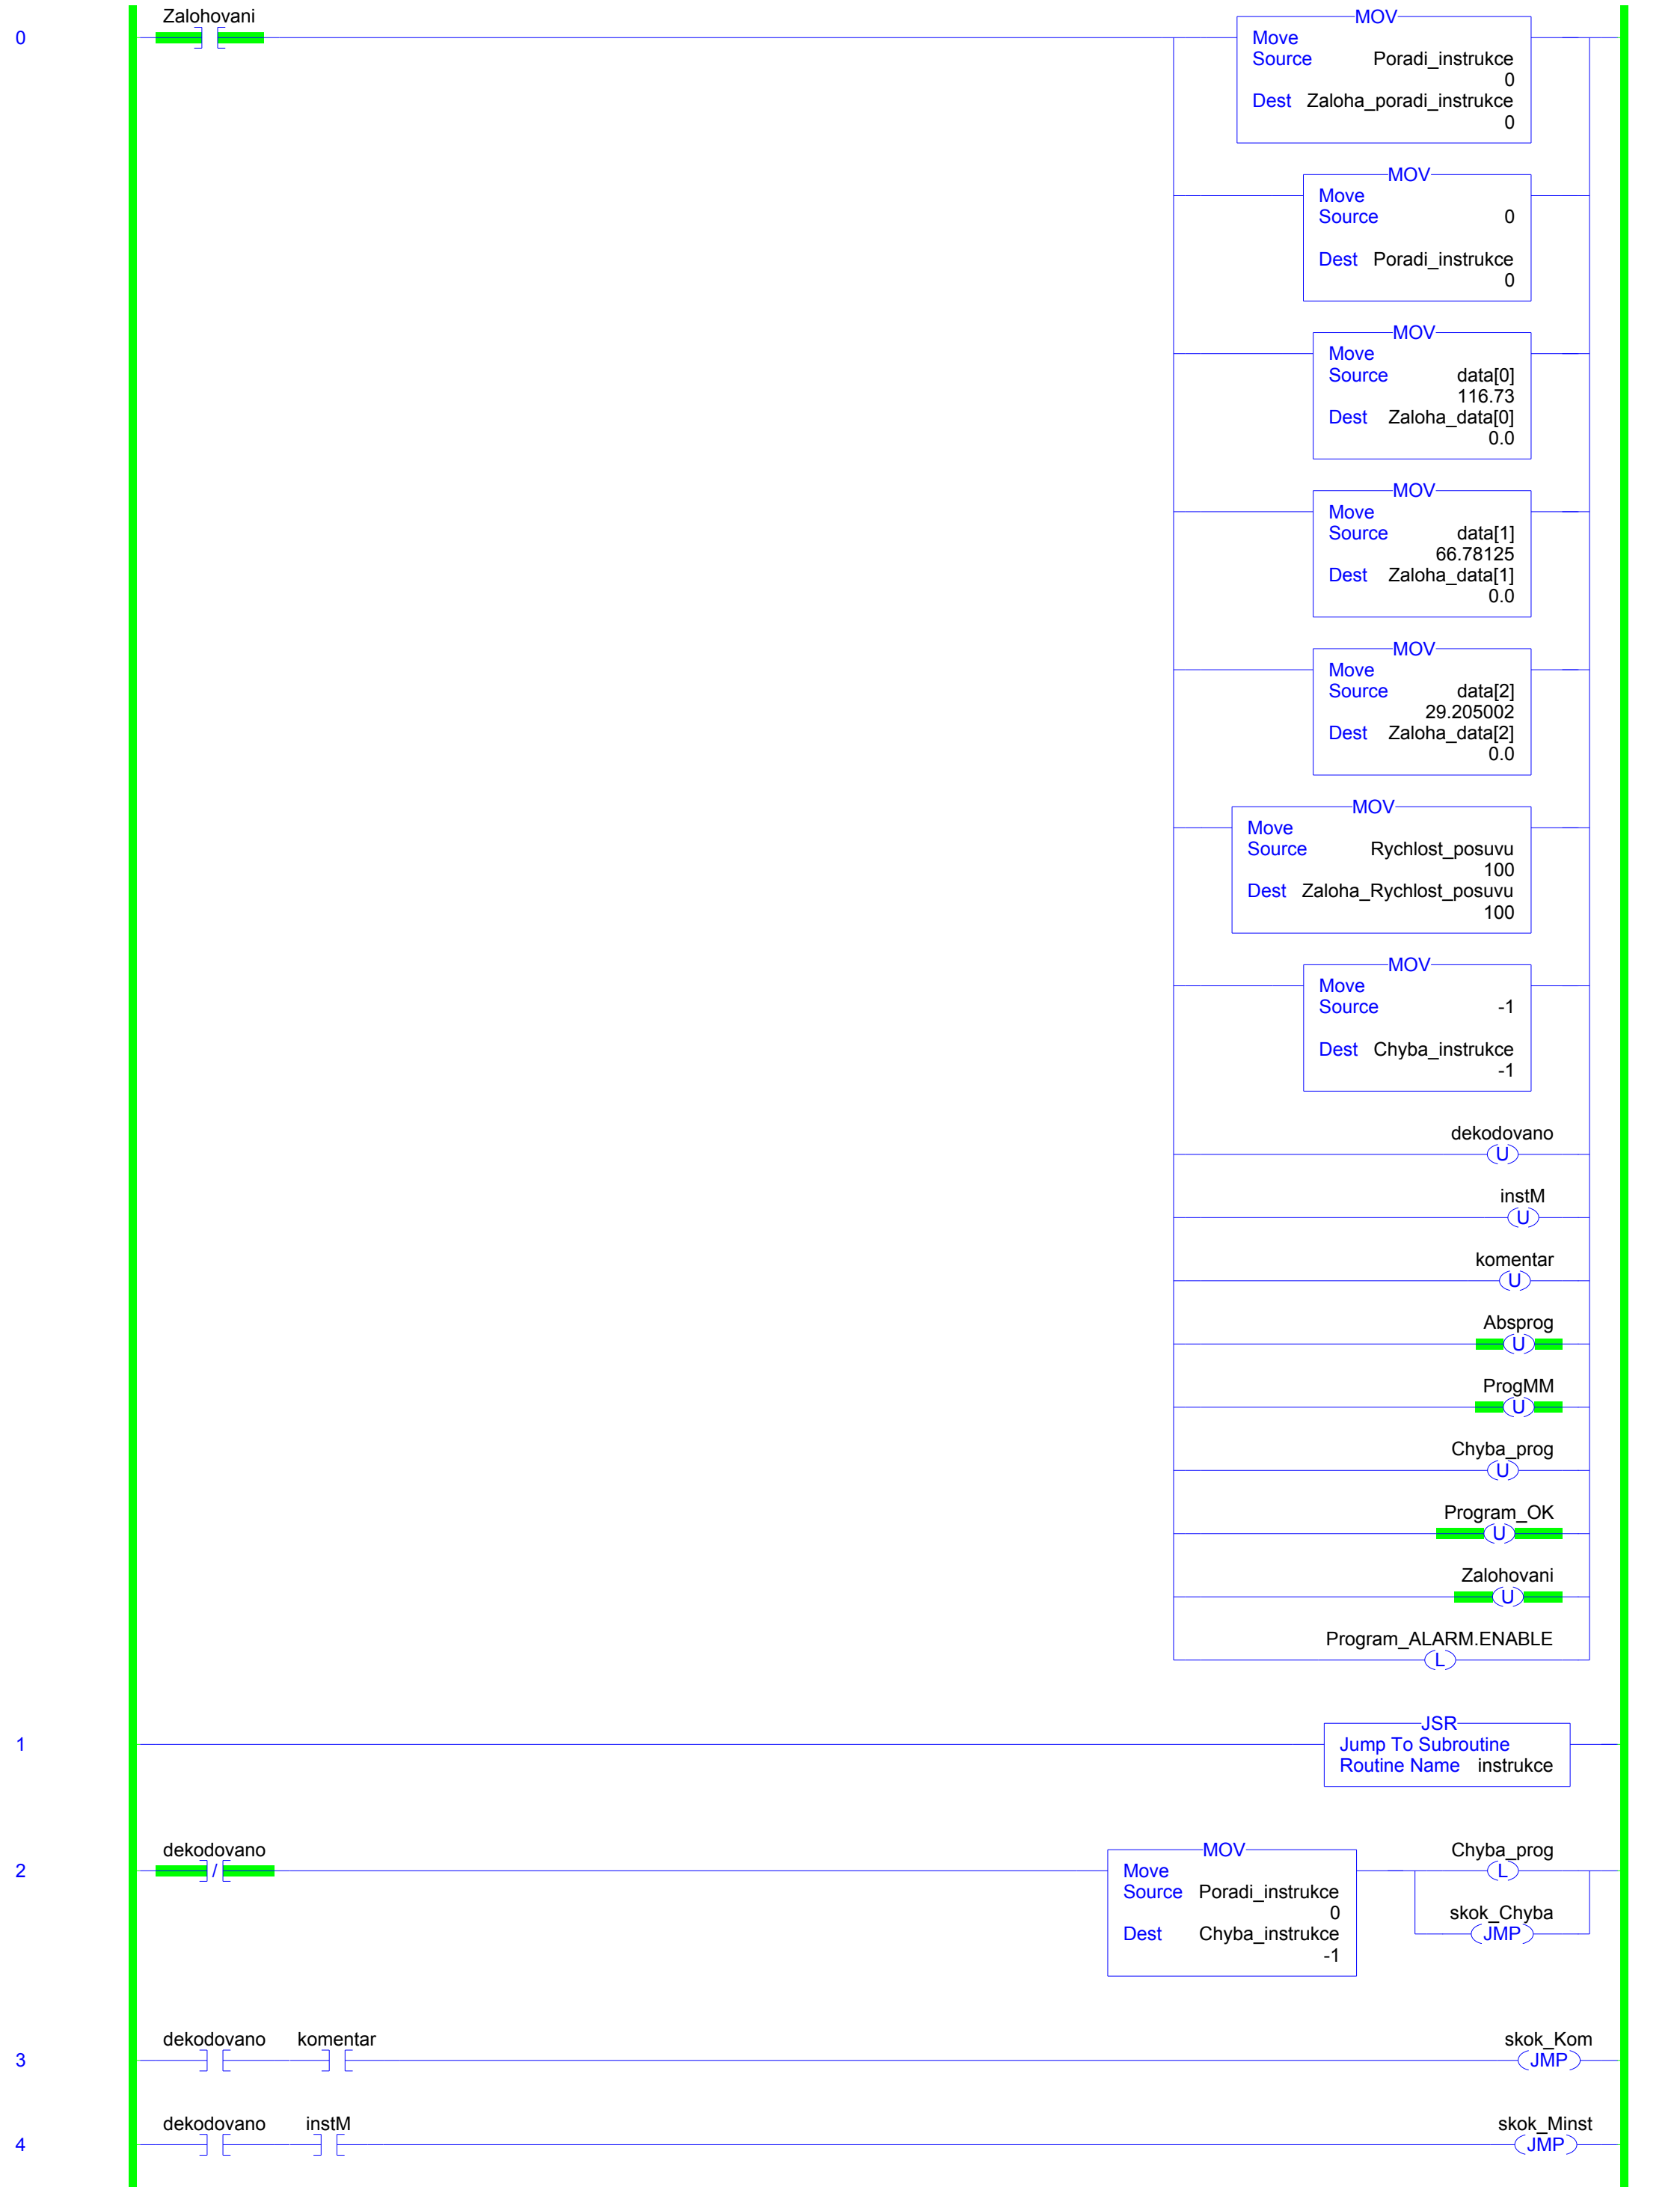 0
Zalohovani
MOV
Move
Source Poradi_instrukce
0
Dest Zaloha_poradi_instrukce
0
MOV
Move
Source 0
Dest Poradi_instrukce
0
MOV
Move
Source data[0]
116.73
Dest Zaloha_data[0]
0.0
MOV
Move
Source data[1]
66.78125
Dest Zaloha_data[1]
0.0
MOV
Move
Source data[2]
29.205002
Dest Zaloha_data[2]
0.0
MOV
Move
Source Rychlost_posuvu
100
Dest Zaloha_Rychlost_posuvu
100
MOV
Move
Source -1
Dest Chyba_instrukce
-1
dekodovano
U
instM
U
komentar
U
Absprog
U
ProgMM
U
Chyba_prog
U
Program_OK
U
Zalohovani
U
Program_ALARM.ENABLE
L
1
JSR
Jump To Subroutine
Routine Name instrukce
2
dekodovano
/
MOV
Move
Source Poradi_instrukce
0
Dest Chyba_instrukce
-1
Chyba_prog
L
skok_Chyba
JMP
3
dekodovano komentar
skok_Kom
JMP
4
dekodovano instM
skok_Minst
JMP